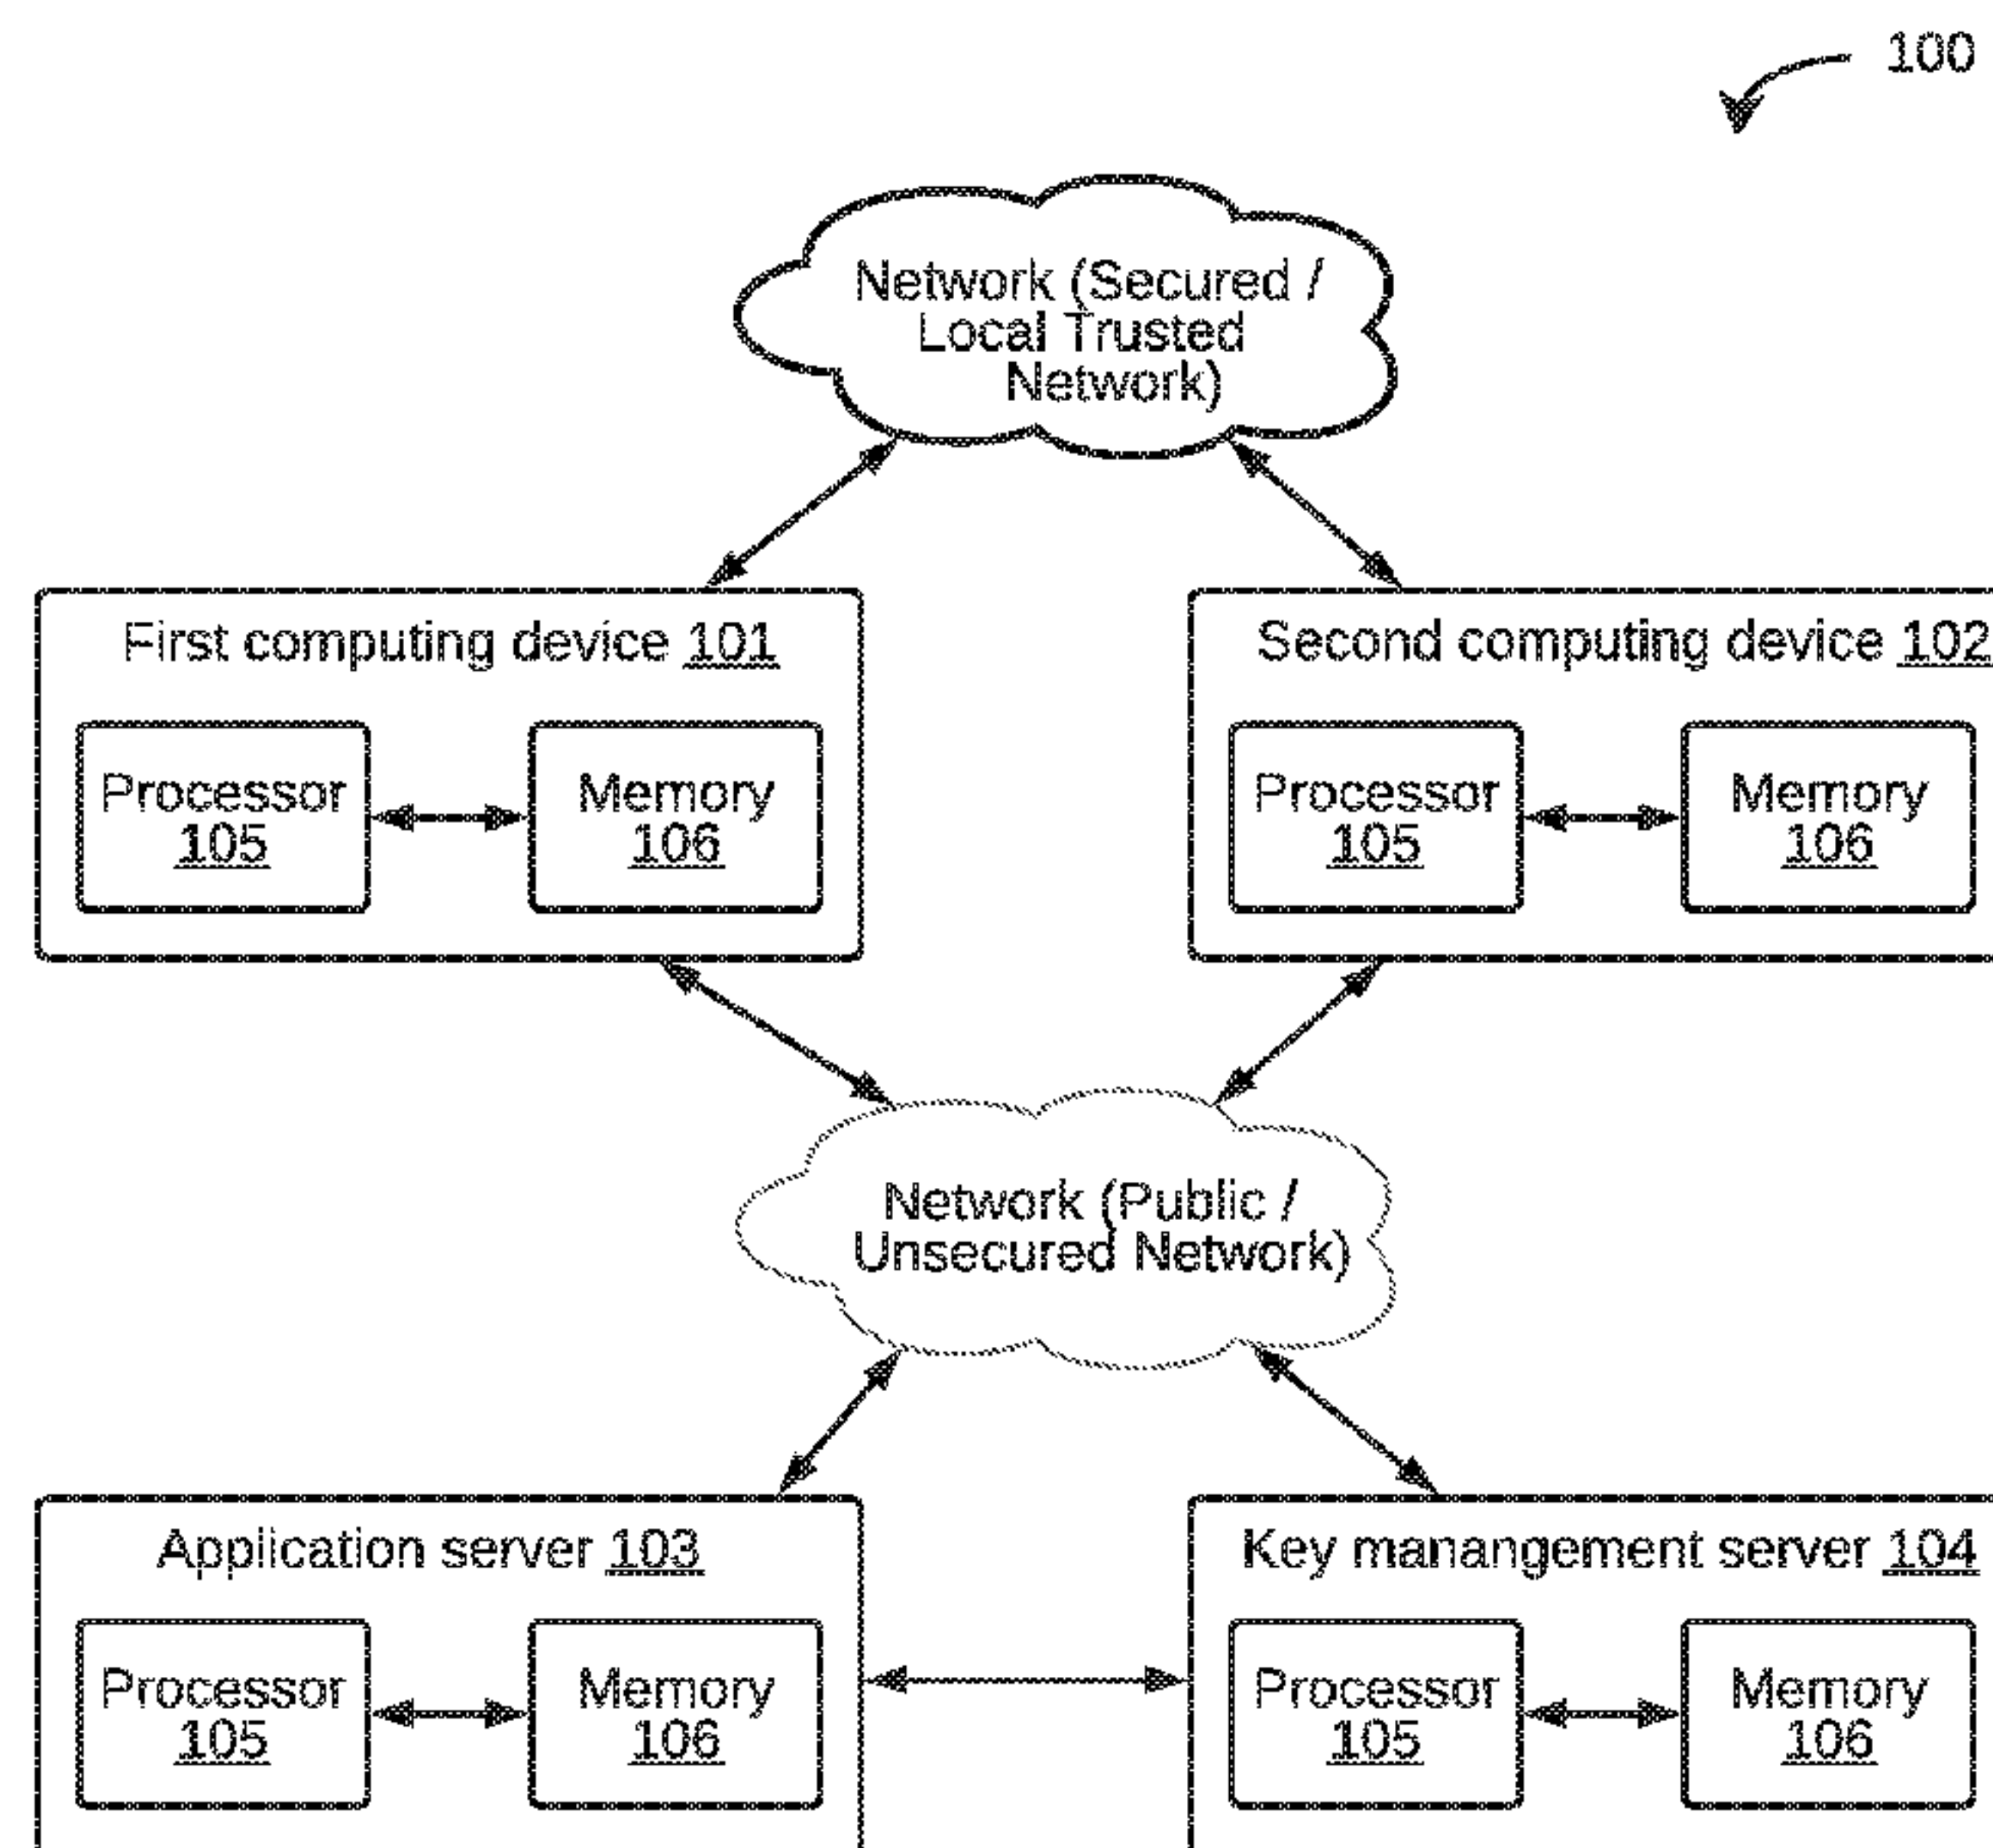 100
Network (Secured /
Local Trusted
Network)
First computing device 101
Second computing device 102
Processor
105
Memory
106
Processor
105
Memory
106
Network (Public /
Unsecured Network)
Application server 103
Key manangement server 104
Processor
105
Memory
106
Processor
105
Memory
106